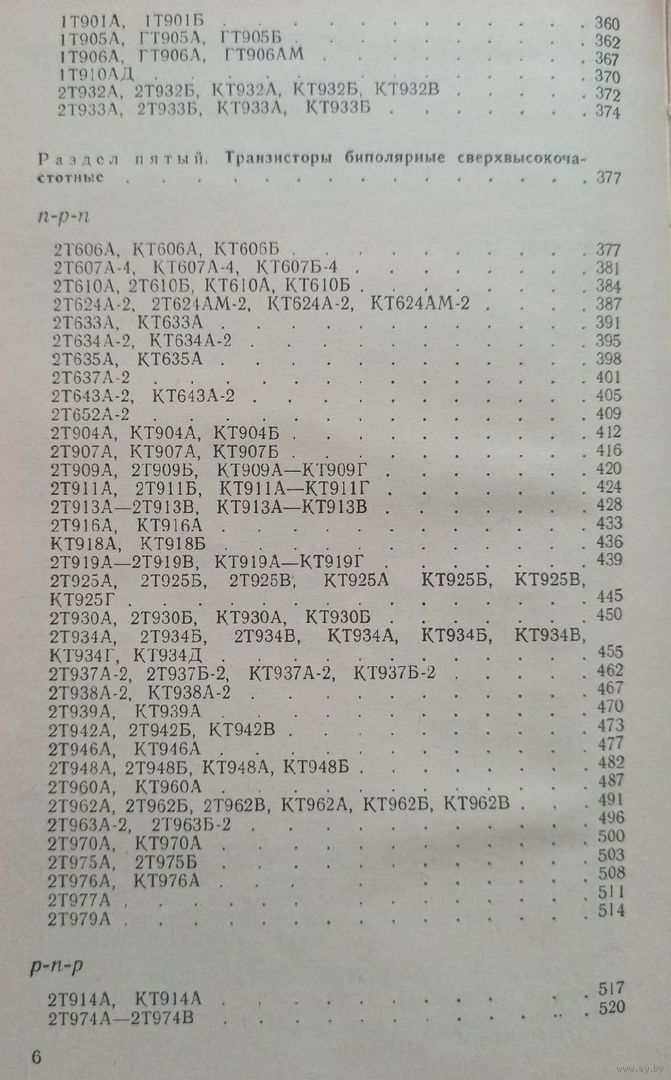 1Т901А, 1Т901Б . . . . . . . . . . . . . 360
1Т905А, ГТ905А, ГТ905Б . . . . . . . . . . 362
1Т906А, ГТ906А, ГТ906АМ . . . . . . . . . 367
1Т910АД . . . . . . . . . . . . . . . . 370
2Т932А, 2Т932Б, КТ932А, КТ932Б, КТ932В . . . . . 372
2Т933А, 2Т933Б, КТ933А, КТ933Б . . . . . . . 374
Раздел пятый. Транзисторы биполярные сверхвысокоча-
стотные . . . . . . . . . . . . . . . . . 377
п-р-п
2Т606А, КТ606А, КТ606Б . . . . . . . . . . 377
2Т607А-4, КТ607А-4, КТ607Б-4 . . . . . . . . 381
2Т610А, 2Т610Б, КТ610А, КТ610Б . . . . . . . . 384
2Т624А-2, 2Т624АМ-2, КТ624А-2, КТ624АМ-2 . . . . 387
2Т633А, КТ633А . . . . . . . . . . . . . 391
2Т634А-2, КТ634А-2 . . . . . . . . . . . . 395
2Т635А, КТ635А . . . . . . . . . . . . . 398
2Т637А-2 . . . . . . . . . . . . . . . . 401
2Т643А-2, КТ643А-2 . . . . . . . . . . . . 405
2Т652А-2 . . . . . . . . . . . . . . . . 409
2Т904А, КТ904А, КТ904Б . . . . . . . . . . 412
2Т907А, КТ907А, КТ907Б . . . . . . . . . . 416
2Т909А, 2Т909Б, КТ909А—КТ909Г . . . . . . . 420
2Т911А, 2Т911Б, КТ911А—КТ911Г . . . . . . . 424
2Т913А—2Т913В, КТ913А—КТ913В . . . . . . . 428
2Т916А, КТ916А . . . . . . . . . . . . . 433
КТ918А, КТ918Б . . . . . . . . . . . . . 436
2Т919А—2Т919В, КТ919А—КТ919Г . . . . . . . 439
2Т925А, 2Т925Б, 2Т925В, КТ925А КТ925Б, КТ925В,
КТ925Г . . . . . . . . . . . . . . . . . 445
2Т930А, 2Т930Б, КТ930А, КТ930Б . . . . . . . 450
2Т934А, 2Т934Б, 2Т934В, КТ934А, КТ934Б, КТ934В,
КТ934Г, КТ934Д . . . . . . . . . . . . . 455
2Т937А-2, 2Т937Б-2, КТ937А-2, КТ937Б-2 . . . . . 462
2Т938А-2, КТ938А-2 . . . . . . . . . . . . 467
2Т939А, КТ939А . . . . . . . . . . . . . 470
2Т942А, 2Т942Б, КТ942В . . . . . . . . . . 473
2Т946А, КТ946А . . . . . . . . . . . . . 477
2Т948А, 2Т948Б, КТ948А, КТ948Б . . . . . . . . 482
2Т960А, КТ960А . . . . . . . . . . . . . 487
2Т962А, 2Т962Б, 2Т962В, КТ962А, КТ962Б, КТ962В . . . 491
2Т963А-2, 2Т963Б-2 . . . . . . . . . . . . 496
2Т970А, КТ970А . . . . . . . . . . . . . 500
2Т975А, 2Т975Б . . . . . . . . . . . . . 503
2Т976А, КТ976А . . . . . . . . . . . . . 508
2Т977А . . . . . . . . . . . . . . . . . 511
2Т979А . . . . . . . . . . . . . . . . . 514
р-п-р
2Т914А, КТ914А . . . . . . . . . . . . . 517
2Т974А—2Т974В . . . . . . . . . . . . . 520
6
www.ay.by